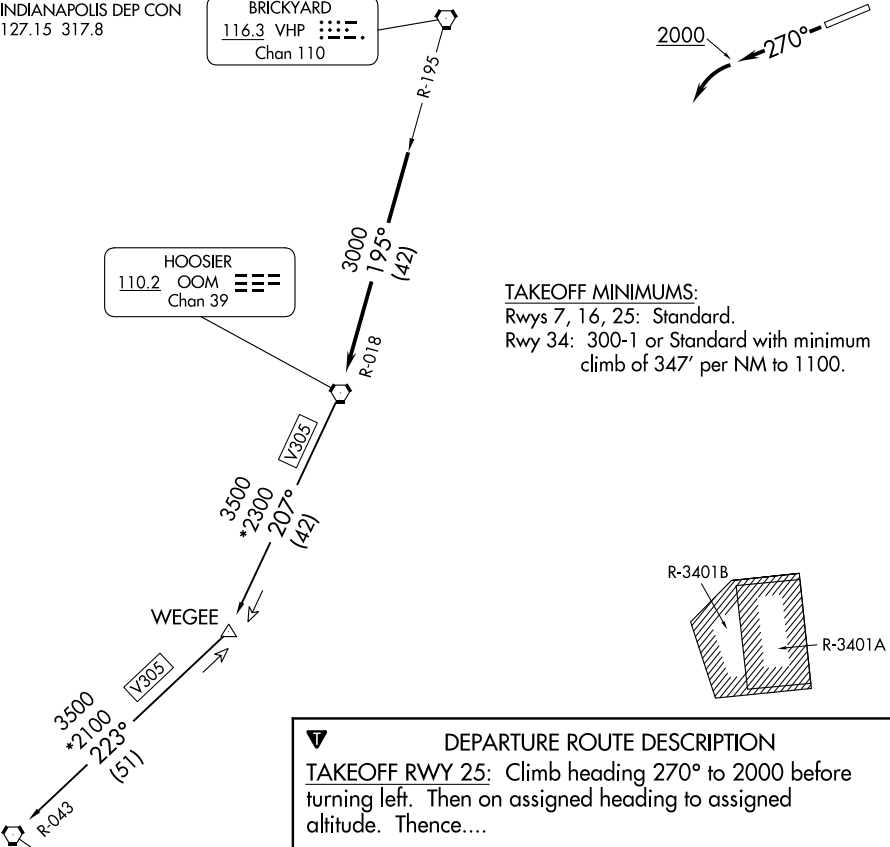 INDIANAPOLIS DEP CON
127.15 317.8
BRICKYARD
116.3 VHP
Chan 110
R-195
2000
270°
3000
195°
(42)
HOOSIER
110.2 OOM
Chan 39
R-018
TAKEOFF MINIMUMS:
Rwys 7, 16, 25: Standard.
Rwy 34: 300-1 or Standard with minimum
climb of 347' per NM to 1100.
V305
3500
*2300
207°
(42)
WEGEE
R-3401B
R-3401A
V305
3500
*2100
223°
(51)
R-043
T
DEPARTURE ROUTE DESCRIPTION
TAKEOFF RWY 25: Climb heading 270° to 2000 before
turning left. Then on assigned heading to assigned
altitude. Thence....